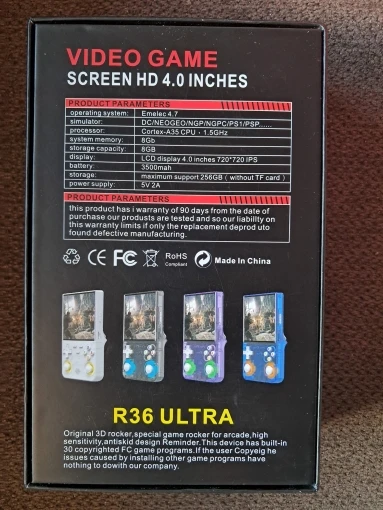 VIDEO GAME
SCREEN HD 4.0 INCHES
PRODUCT PARAMETERS
operating system: Emelec 4.7
simulator: DC/NEOGEO/NGP/NGPC/PS1/PSP......
processor: Cortex-A35 CPU , 1.5GHz
system memory: 8Gb
storage capacity: 8GB
display: LCD display 4.0 inches 720*720 IPS
battery: 3500mah
storage: maximum support 256GB ( without TF card )
power supply: 5V 2A
PRODUCT PARAMETERS
this product has i warranty of 90 days from the date of
purchase our products are tested and so our liability on
this warranty limits if only the replacement deprod uto
found defective manufacturing.
CE FC RoHS Made In China
Compliant
R36 ULTRA
Original 3D rocker,special game rocker for arcade,high
sensitivity,antiskid design Reminder.This device has built-in
30 copyrighted FC game programs.If the user Copyeig he
issues caused by installing other game programs have
nothing to dowith our company.